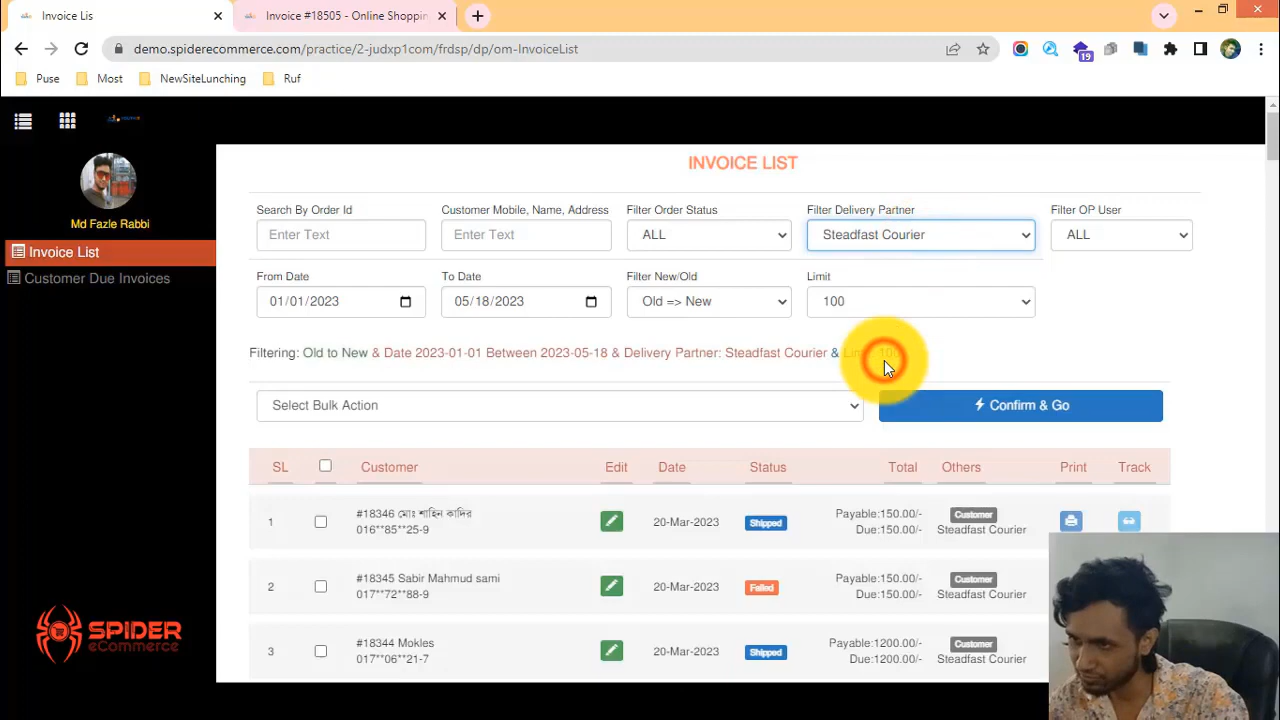 Invoice Lis
Invoice #18505 - Online Shoppin
demo.spiderecommerce.com/practice/2-judxp1com/frdsp/dp/om-InvoiceList
19
Puse
Most
NewSiteLunching
Ruf
Md Fazle Rabbi
Invoice List
Customer Due Invoices
SPIDER
eCommerce
INVOICE LIST
Search By Order Id
Customer Mobile, Name, Address
Filter Order Status
Filter Delivery Partner
Filter OP User
Enter Text
Enter Text
ALL
Steadfast Courier
ALL
From Date
To Date
Filter New/Old
Limit
01/01/2023
05/18/2023
Old => New
100
Filtering: Old to New & Date 2023-01-01 Between 2023-05-18 & Delivery Partner: Steadfast Courier &
Select Bulk Action
Confirm & Go
SL Customer Edit Date Status Total Others Print Track
1
#18346 মোঃ শাহিন কাদির
016**85**25-9
20-Mar-2023
Shipped
Payable:150.00/-
Due:150.00/-
Customer
Steadfast Courier
2
#18345 Sabir Mahmud sami
017**72**88-9
20-Mar-2023
Failed
Payable:150.00/-
Due:150.00/-
Customer
Steadfast Courier
3
#18344 Mokles
017**06**21-7
20-Mar-2023
Shipped
Payable:1200.00/-
Due:1200.00/-
Customer
Steadfast Courier